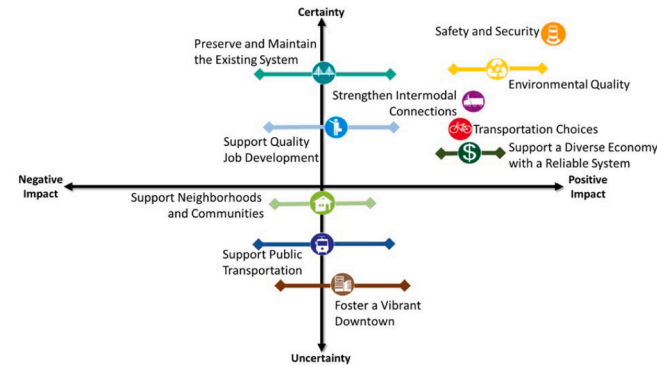 Certainty
Safety and Security
Preserve and Maintain
the Existing System
Environmental Quality
Strengthen Intermodal
Connections
Transportation Choices
Support Quality
Job Development
$
Support a Diverse Economy
with a Reliable System
Negative
Impact
Positive
Impact
Support Neighborhoods
and Communities
Support Public
Transportation
Foster a Vibrant
Downtown
Uncertainty